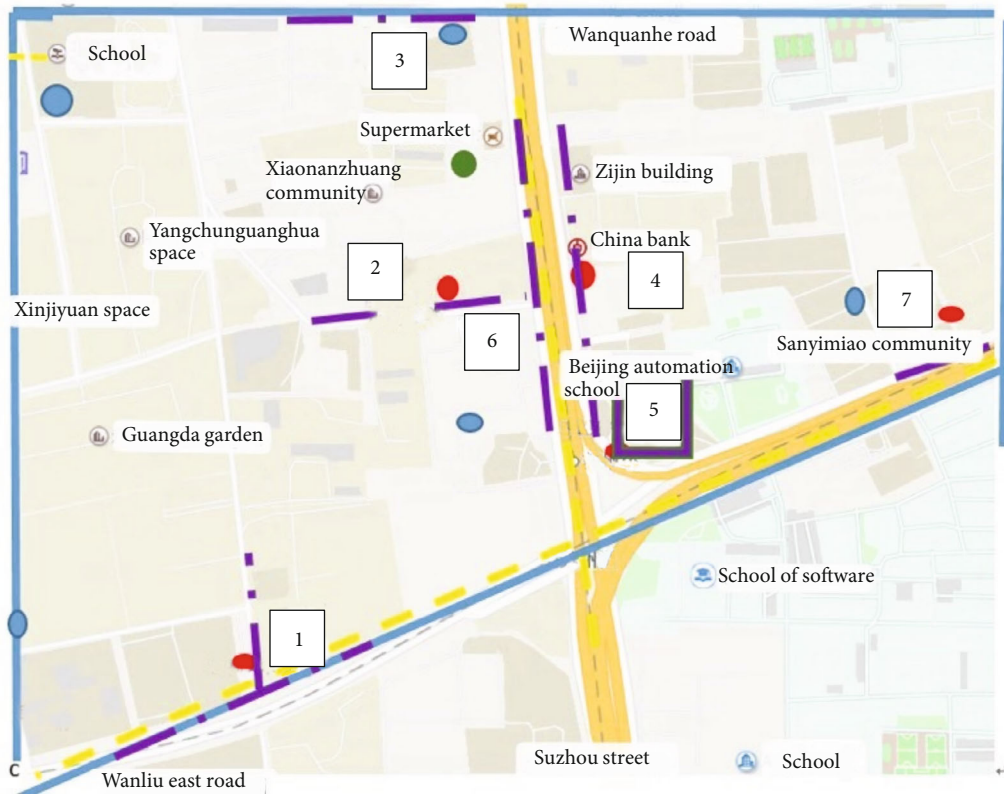 Wanquanhe road
School
3
Supermarket
Xiaonanzhuang
community
Zijin building
Yangchunguanghua
space
China bank
2
4
7
Xinjiyuan space
6
Sanyimiao community
Beijing automation
school
5
Guangda garden
School of software
1
Suzhou street
School
C
Wanliu east road